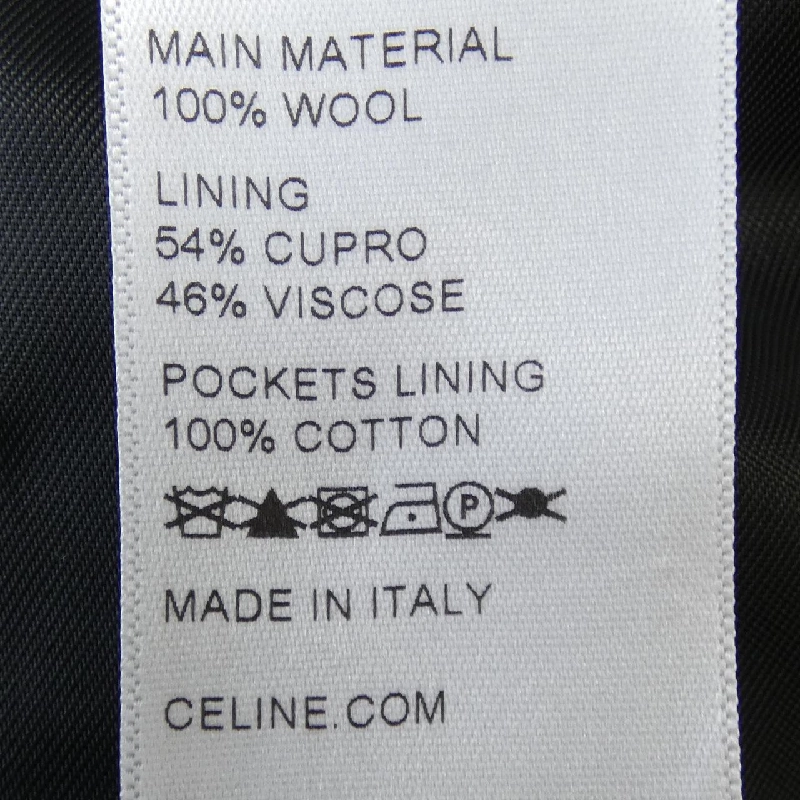 MAIN MATERIAL
100% WOOL
LINING
54% CUPRO
46% VISCOSE
POCKETS LINING
100% COTTON
P
MADE IN ITALY
CELINE.COM